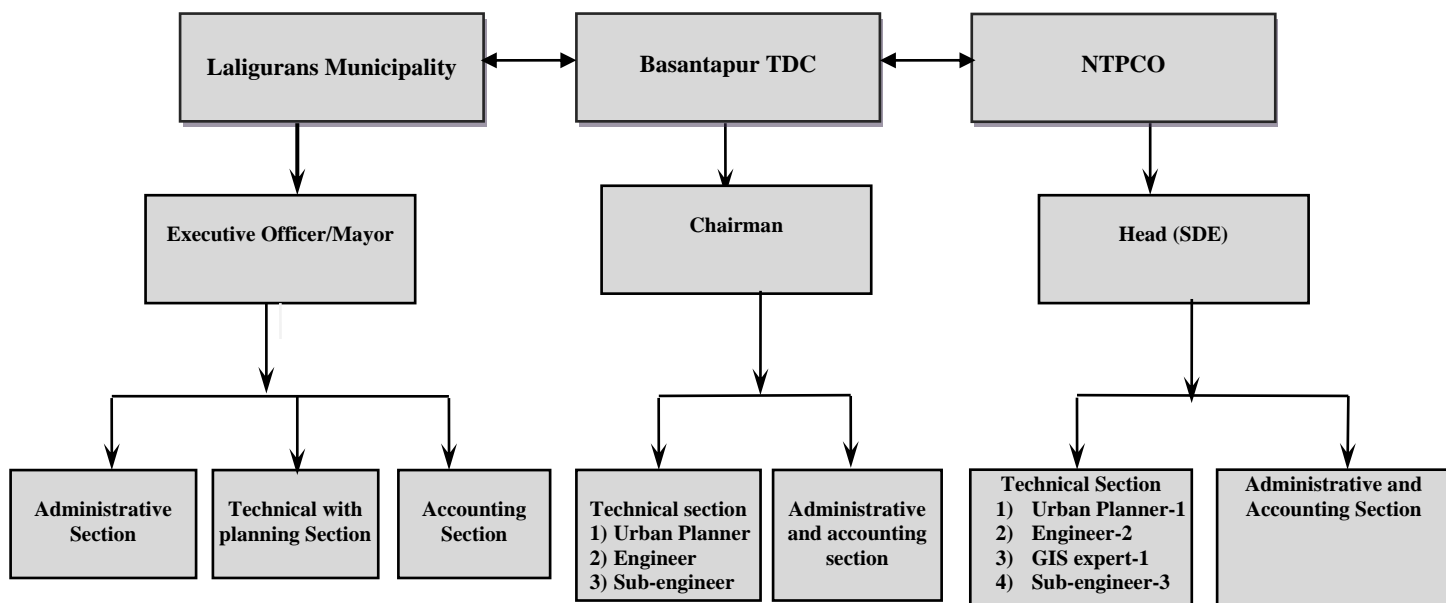 Laligurans Municipality
Basantapur TDC
NTPCO
Executive Officer/Mayor
Chairman
Head (SDE)
Administrative
Section
Technical with
planning Section
Accounting
Section
Technical section
1) Urban Planner
2) Engineer
3) Sub-engineer
Administrative
and accounting
section
Technical Section
1) Urban Planner-1
2) Engineer-2
3) GIS expert-1
4) Sub-engineer-3
Administrative and
Accounting Section